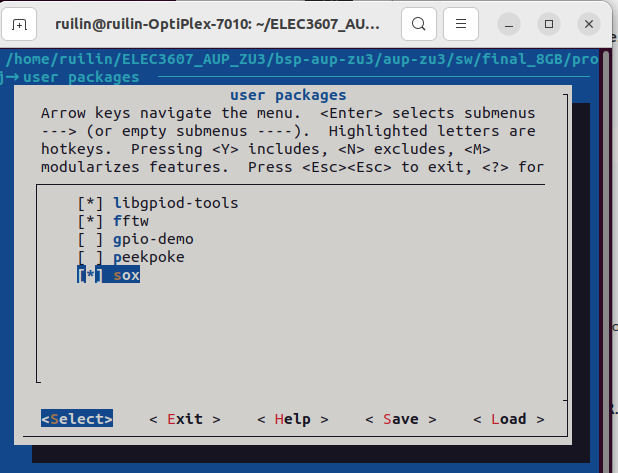 ruilin@ruilin-OptiPlex-7010: ~/ELEC3607_AU...
/home/ruilin/ELEC3607_AUP_ZU3/bsp-aup-zu3/aup-zu3/sw/final_8GB/pro
j→user packages
user packages
Arrow keys navigate the menu.  <Enter> selects submenus
---> (or empty submenus ----).  Highlighted letters are
hotkeys.  Pressing <Y> includes, <N> excludes, <M>
modularizes features.  Press <Esc><Esc> to exit, <?> for
[*] libgpiod-tools
[*] fftw
[ ] gpio-demo
[ ] peekpoke
[*] sox
<Select>    < Exit >    < Help >    < Save >    < Load >